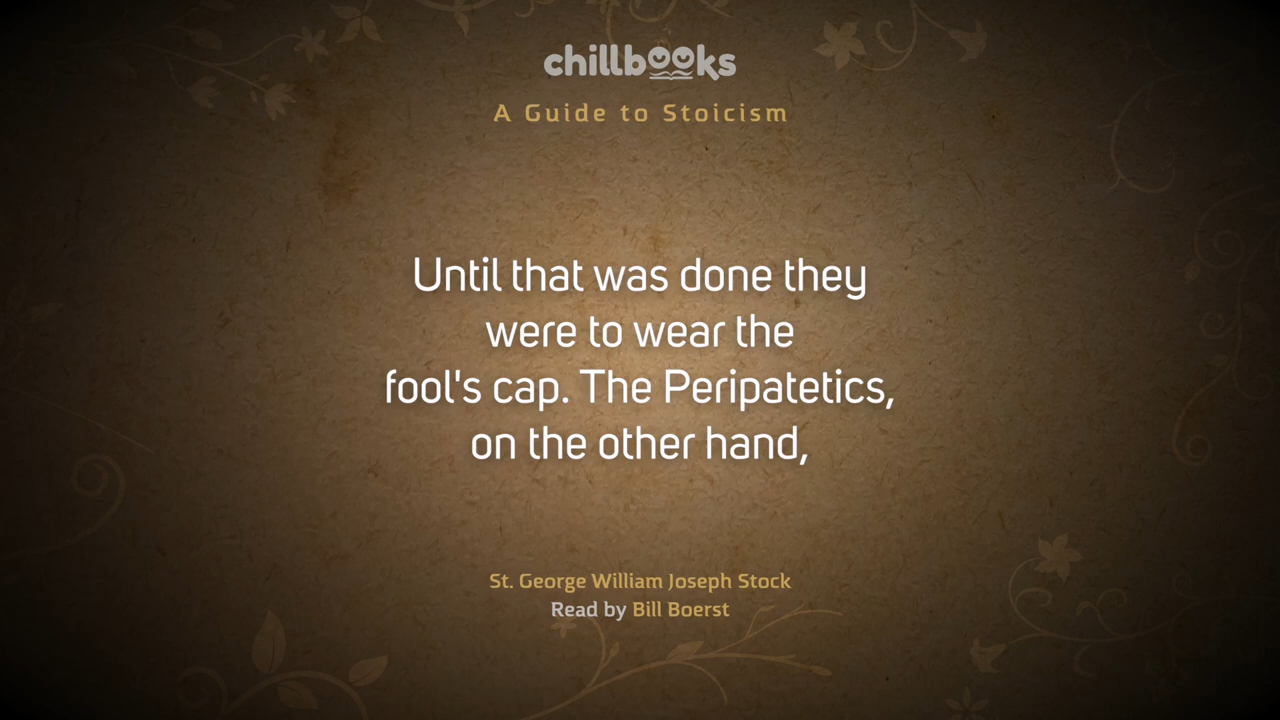 chillbooks
A Guide to Stoicism
Until that was done they
were to wear the
fool's cap. The Peripatetics,
on the other hand,
St. George William Joseph Stock
Read by Bill Boerst